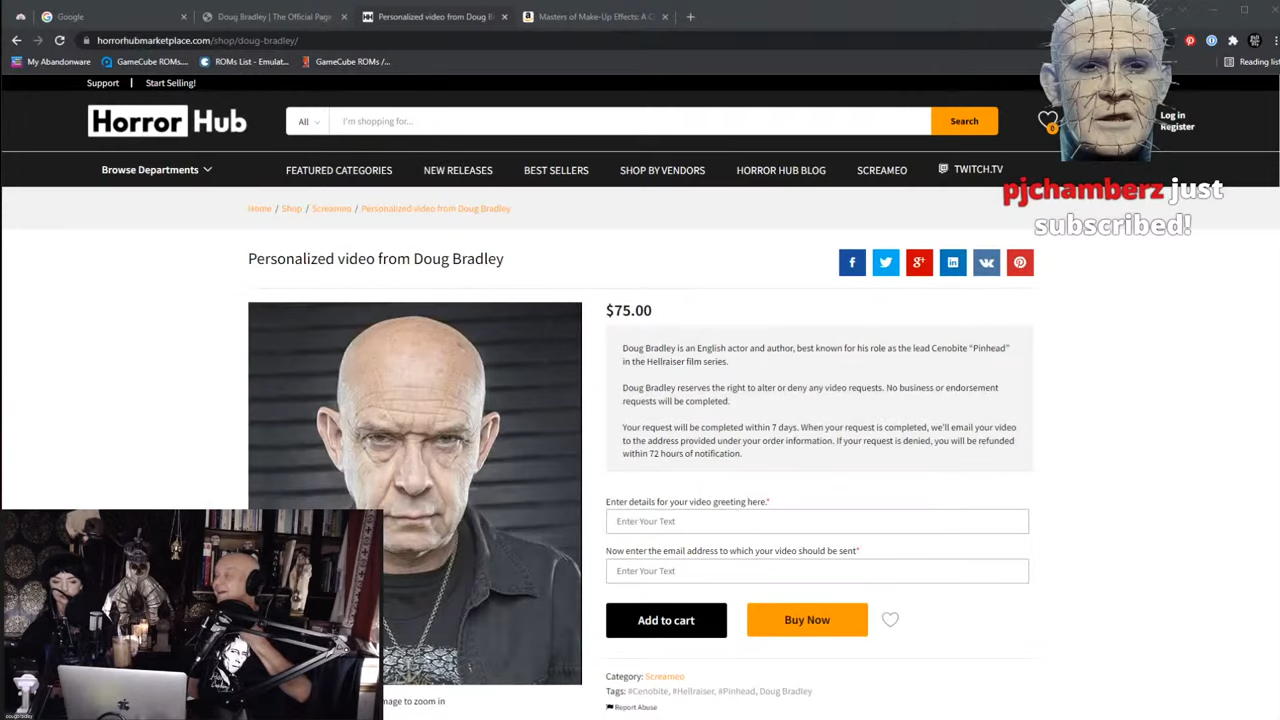 Google
Doug Bradley | The Official Page
Personalized video from Doug B
Masters of Make-Up Effects: A C
horrorhubmarketplace.com/shop/doug-bradley/
My Abandonware
GameCube ROMs /...
ROMs List - Emulat...
GameCube ROMs /...
Reading list
Support | Start Selling!
Horror Hub
All
I'm shopping for...
Search
0
Log in
Register
Browse Departments
FEATURED CATEGORIES
NEW RELEASES
BEST SELLERS
SHOP BY VENDORS
HORROR HUB BLOG
SCREAMEO
TWITCH.TV
pjchamberz just
subscribed!
Home / Shop / Screameo / Personalized video from Doug Bradley
Personalized video from Doug Bradley
$75.00
Doug Bradley is an English actor and author, best known for his role as the lead Cenobite “Pinhead”
in the Hellraiser film series.
Doug Bradley reserves the right to alter or deny any video requests. No business or endorsement
requests will be completed.
Your request will be completed within 7 days. When your request is completed, we'll email your video
to the address provided under your order information. If your request is denied, you will be refunded
within 72 hours of notification.
Enter details for your video greeting here.*
Enter Your Text
Now enter the email address to which your video should be sent*
Enter Your Text
Add to cart
Buy Now
Category: Screameo
Tags: #Cenobite, #Hellraiser, #Pinhead, Doug Bradley
Report Abuse
mage to zoom in
dougbradley